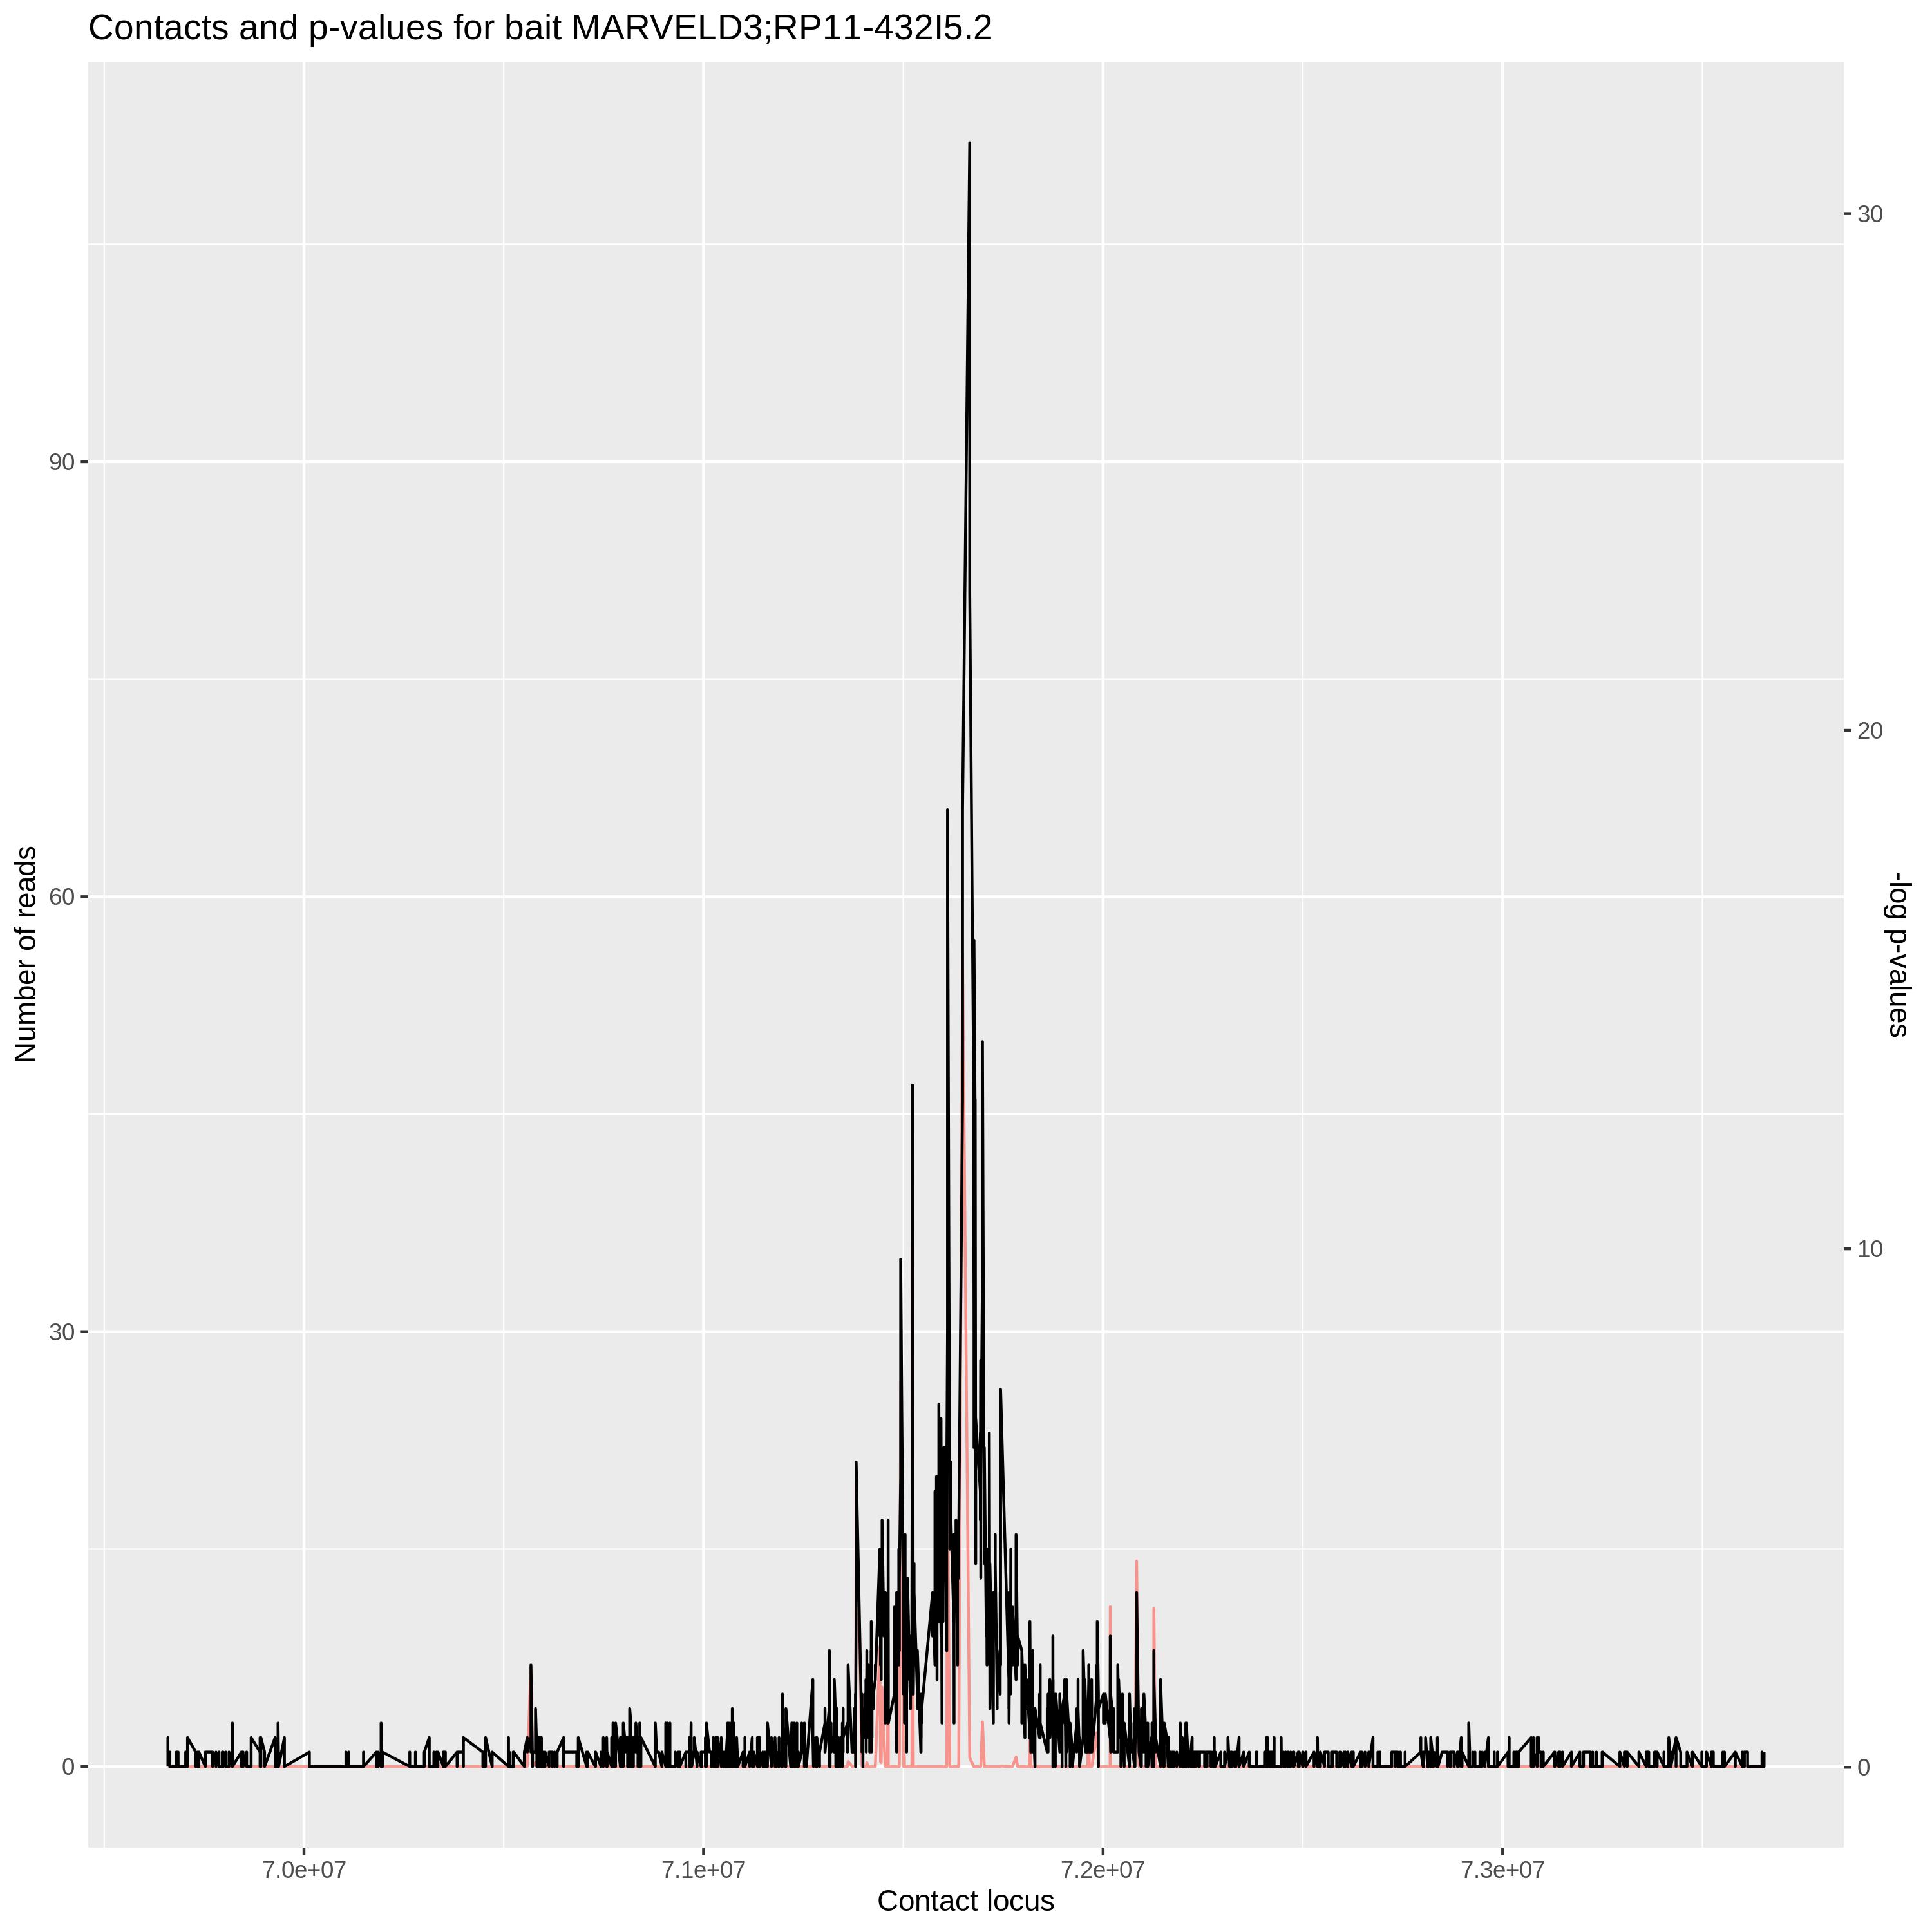 Contacts and p-values for bait MARVELD3;RP11-432I5.2
Number of reads
90
60
30
0
30
20
10
0
-log p-values
7.0e+07 7.1e+07 7.2e+07 7.3e+07
Contact locus